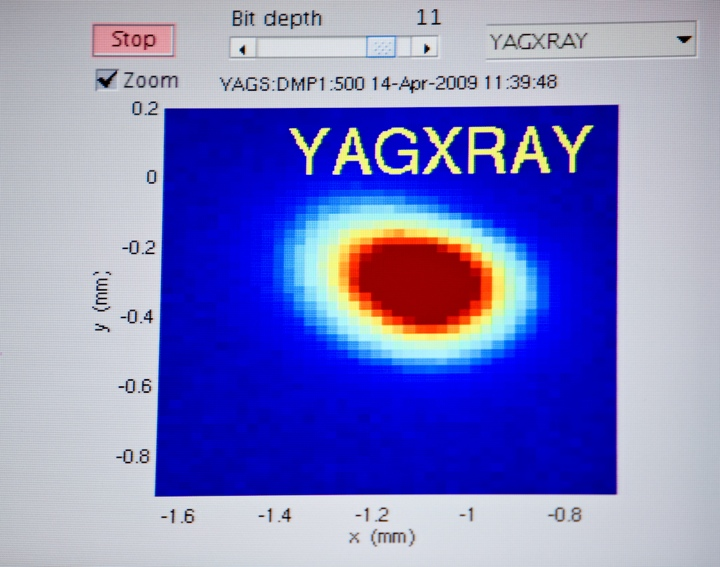 Bit depth 11
Stop
YAGXRAY
Zoom
YAGS:DMP1:500 14-Apr-2009 11:39:48
YAGXRAY
0.2
0
-0.2
-0.4
-0.6
-0.8
y (mm)
-1.6 -1.4 -1.2 -1 -0.8
x (mm)